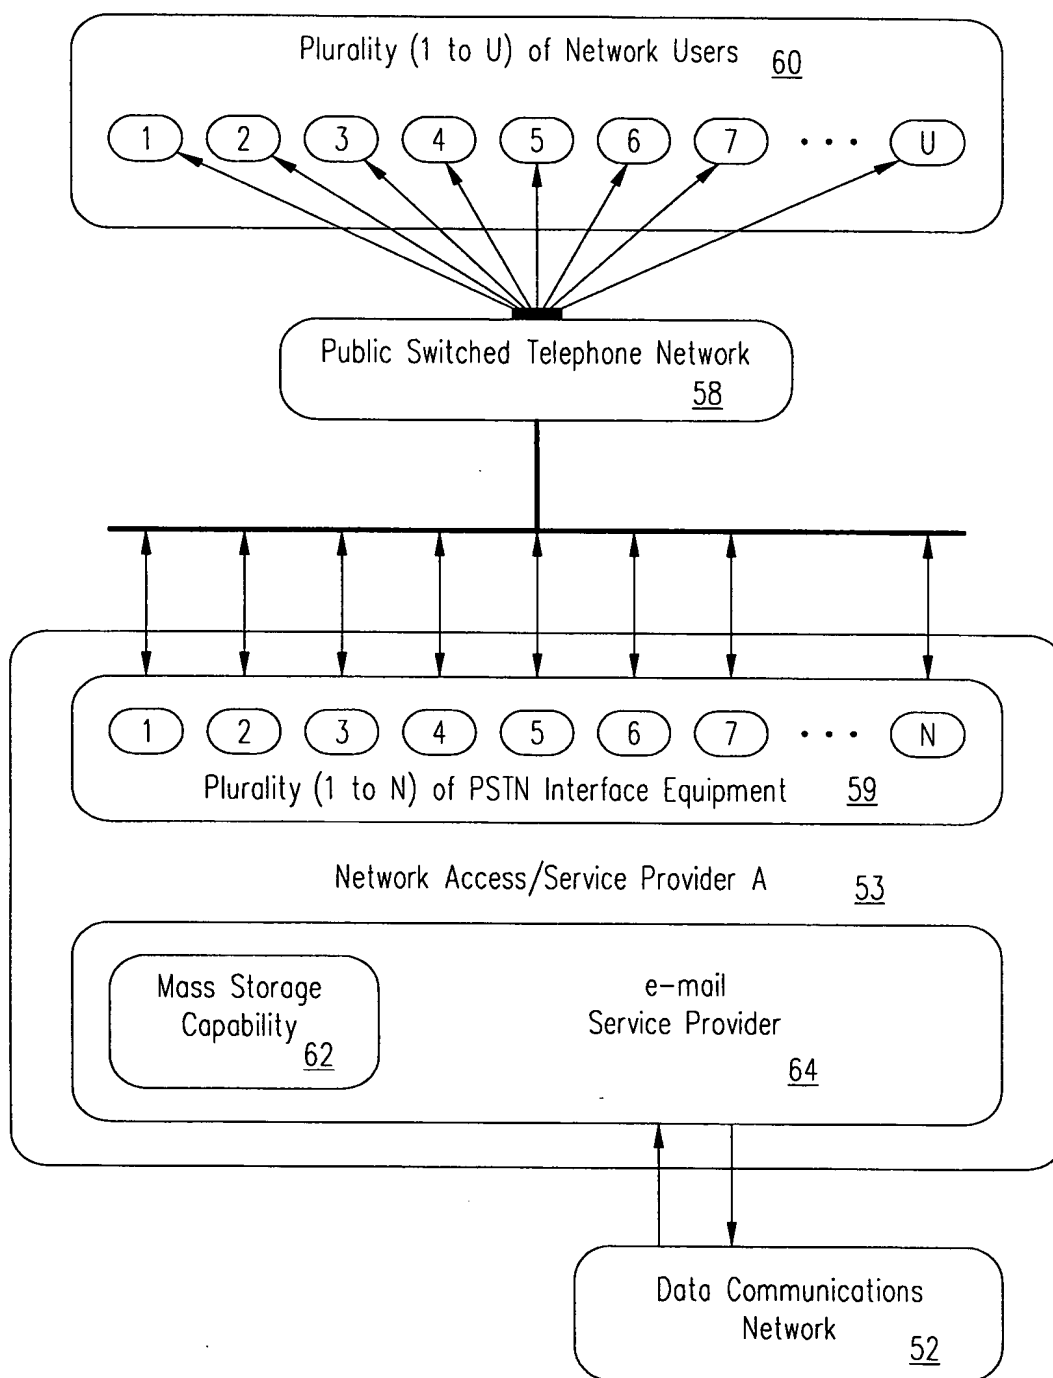 Plurality (1 to U) of Network Users 60
1 2 3 4 5 6 7 ... U
Public Switched Telephone Network
58
1 2 3 4 5 6 7 ... N
Plurality (1 to N) of PSTN Interface Equipment 59
Network Access/Service Provider A 53
Mass Storage
Capability
62
e-mail
Service Provider
64
Data Communications
Network
52